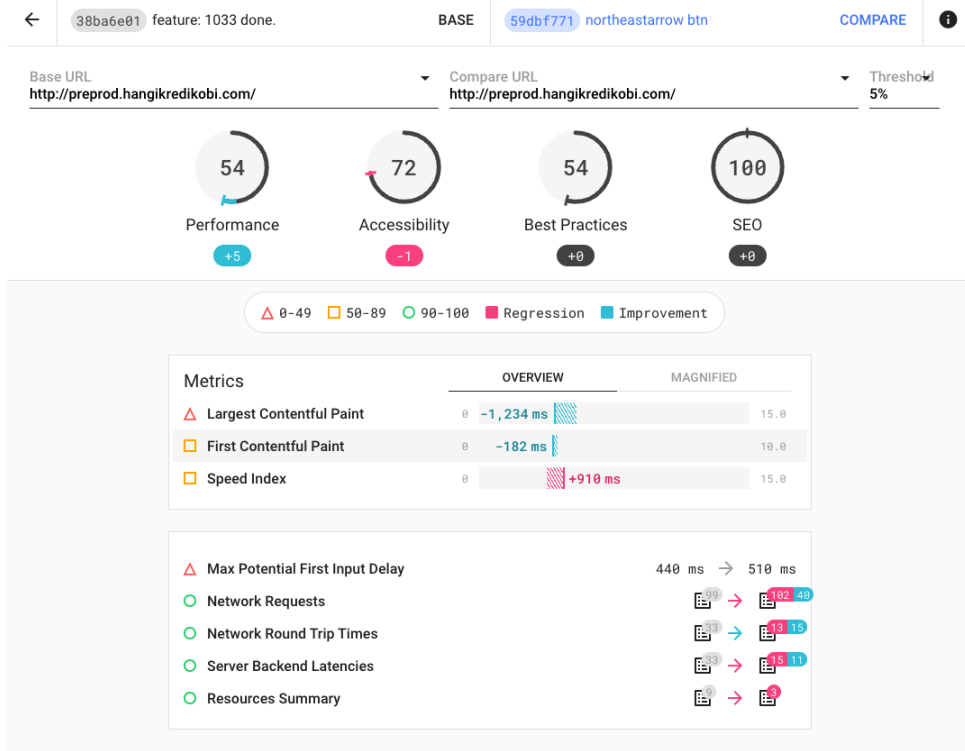 38ba6e01 feature: 1033 done. BASE 59dbf771 northeastarrow btn COMPARE
Base URL Compare URL Threshold
http://preprod.hangikredikobi.com/ http://preprod.hangikredikobi.com/ 5%
54 72 54 100
Performance Accessibility Best Practices SEO
+5 -1 +0 +0
0-49 50-89 90-100 Regression Improvement
Metrics OVERVIEW MAGNIFIED
Largest Contentful Paint 0 -1,234 ms 15.0
First Contentful Paint 0 -182 ms 10.0
Speed Index 0 +910 ms 15.0
Max Potential First Input Delay 440 ms → 510 ms
Network Requests 99 → 102 40
Network Round Trip Times 33 → 13 15
Server Backend Latencies 33 → 15 11
Resources Summary 9 → 3